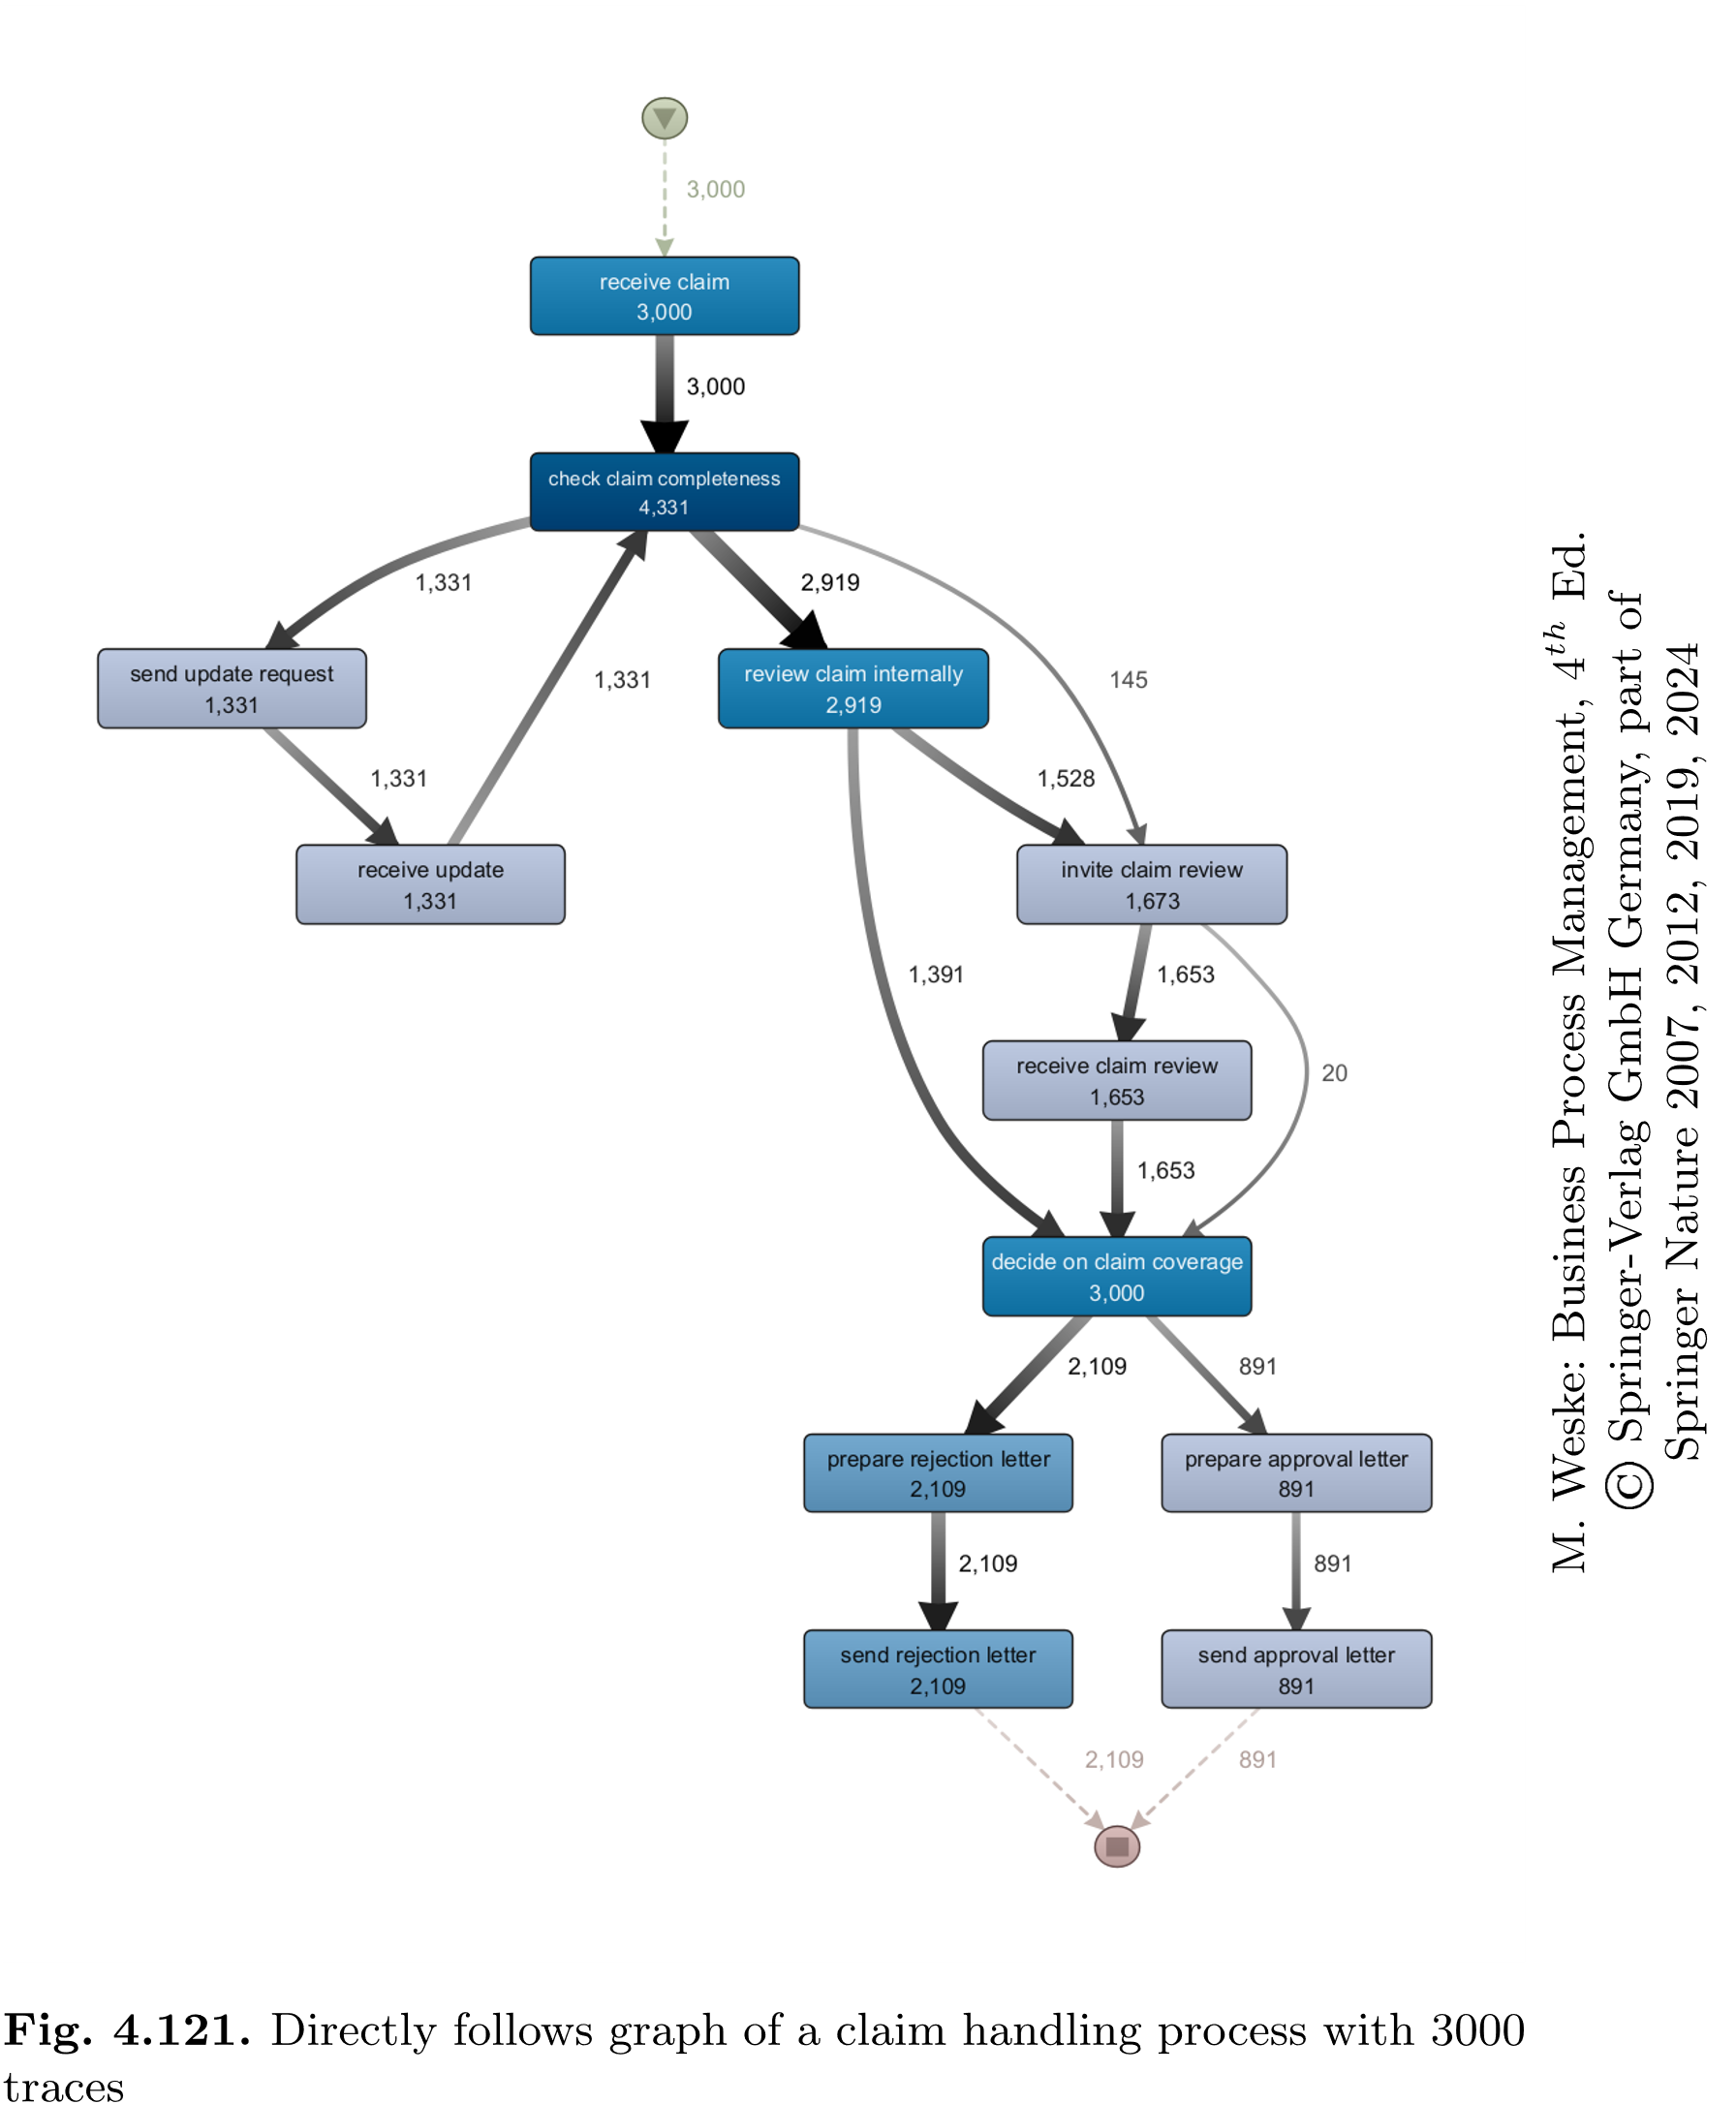 3,000
receive claim
3,000
3,000
check claim completeness
4,331
1,331
2,919
send update request
1,331
1,331
review claim internally
2,919
145
1,331
1,528
receive update
1,331
invite claim review
1,673
1,391
1,653
receive claim review
1,653
20
1,653
decide on claim coverage
3,000
2,109
891
prepare rejection letter
2,109
prepare approval letter
891
2,109
891
send rejection letter
2,109
send approval letter
891
2,109
891
M. Weske: Business Process Management, 4th Ed.
© Springer-Verlag GmbH Germany, part of
Springer Nature 2007, 2012, 2019, 2024
Fig. 4.121. Directly follows graph of a claim handling process with 3000
traces